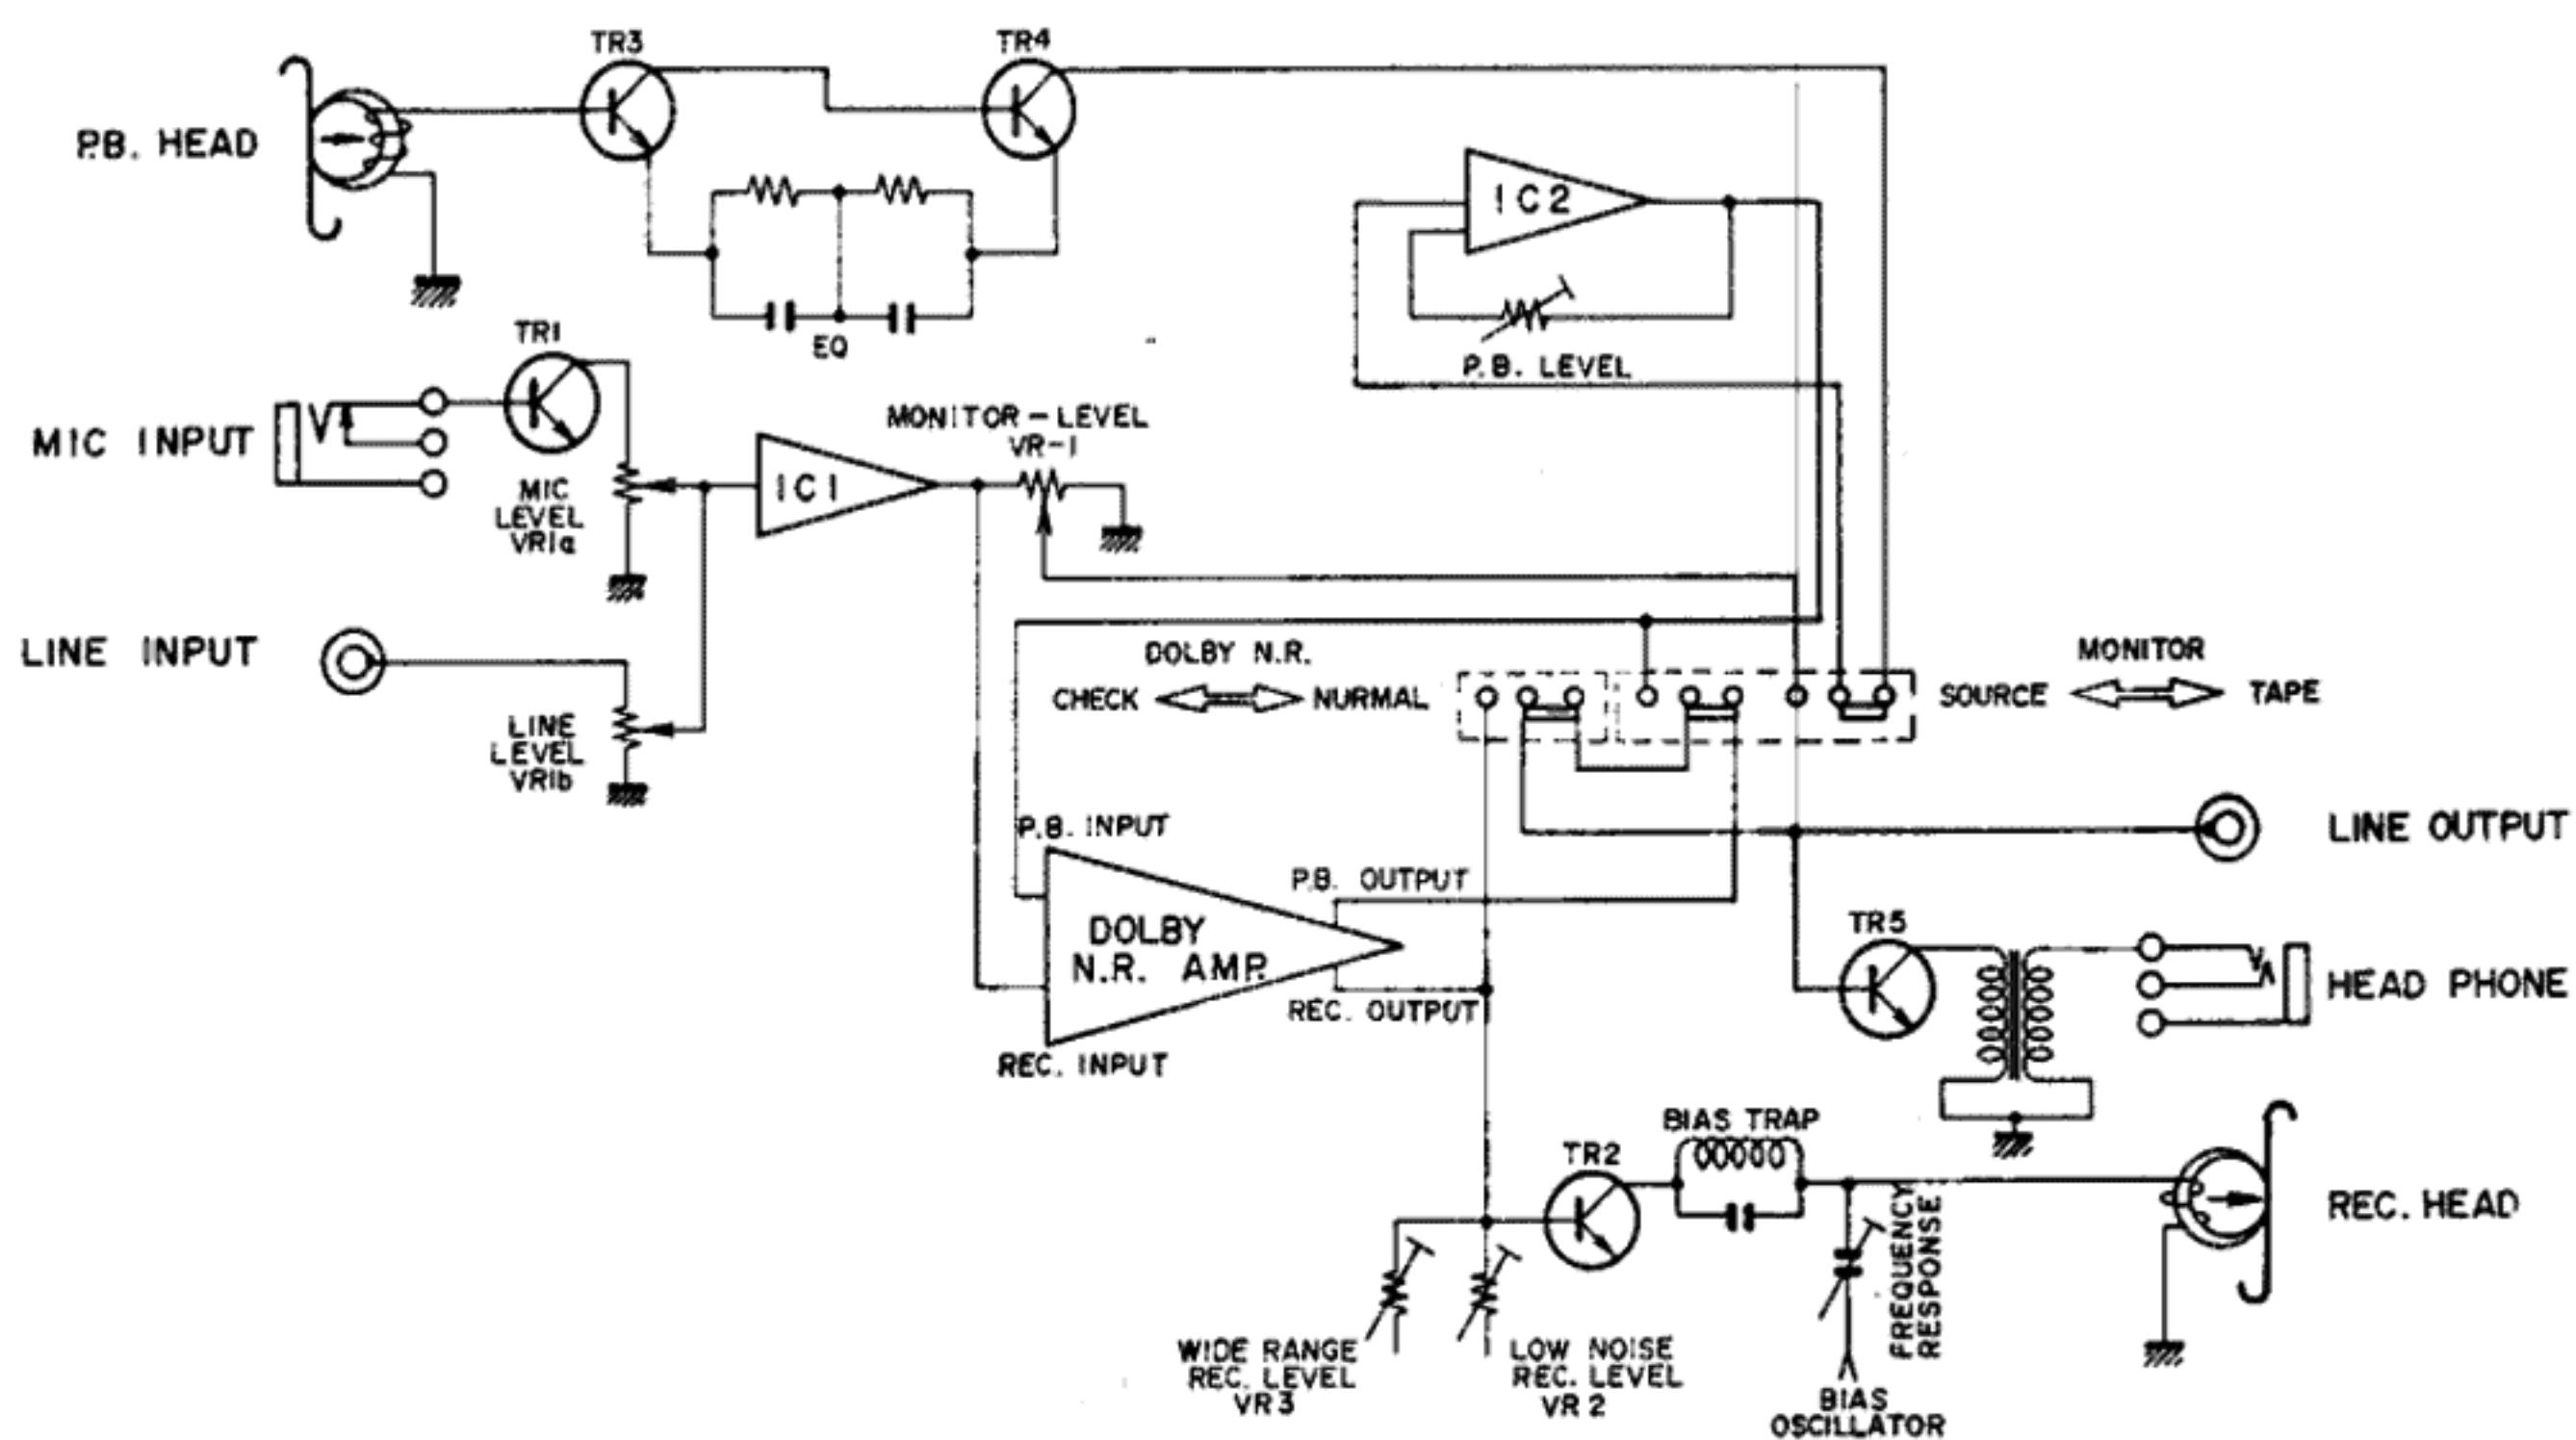 TR3
TR4
P.B. HEAD
IC2
EQ
P.B. LEVEL
TR1
MIC INPUT
MIC
LEVEL
VR1a
IC1
MONITOR - LEVEL
VR-1
LINE INPUT
LINE
LEVEL
VR1b
DOLBY N.R.
CHECK
NURMAL
MONITOR
SOURCE
TAPE
LINE OUTPUT
P.B. INPUT
P.B. OUTPUT
DOLBY
N.R. AMP.
REC. OUTPUT
REC. INPUT
TR5
HEAD PHONE
BIAS TRAP
TR2
REC. HEAD
FREQUENCY
RESPONSE
WIDE RANGE
REC. LEVEL
VR3
LOW NOISE
REC. LEVEL
VR2
BIAS
OSCILLATOR